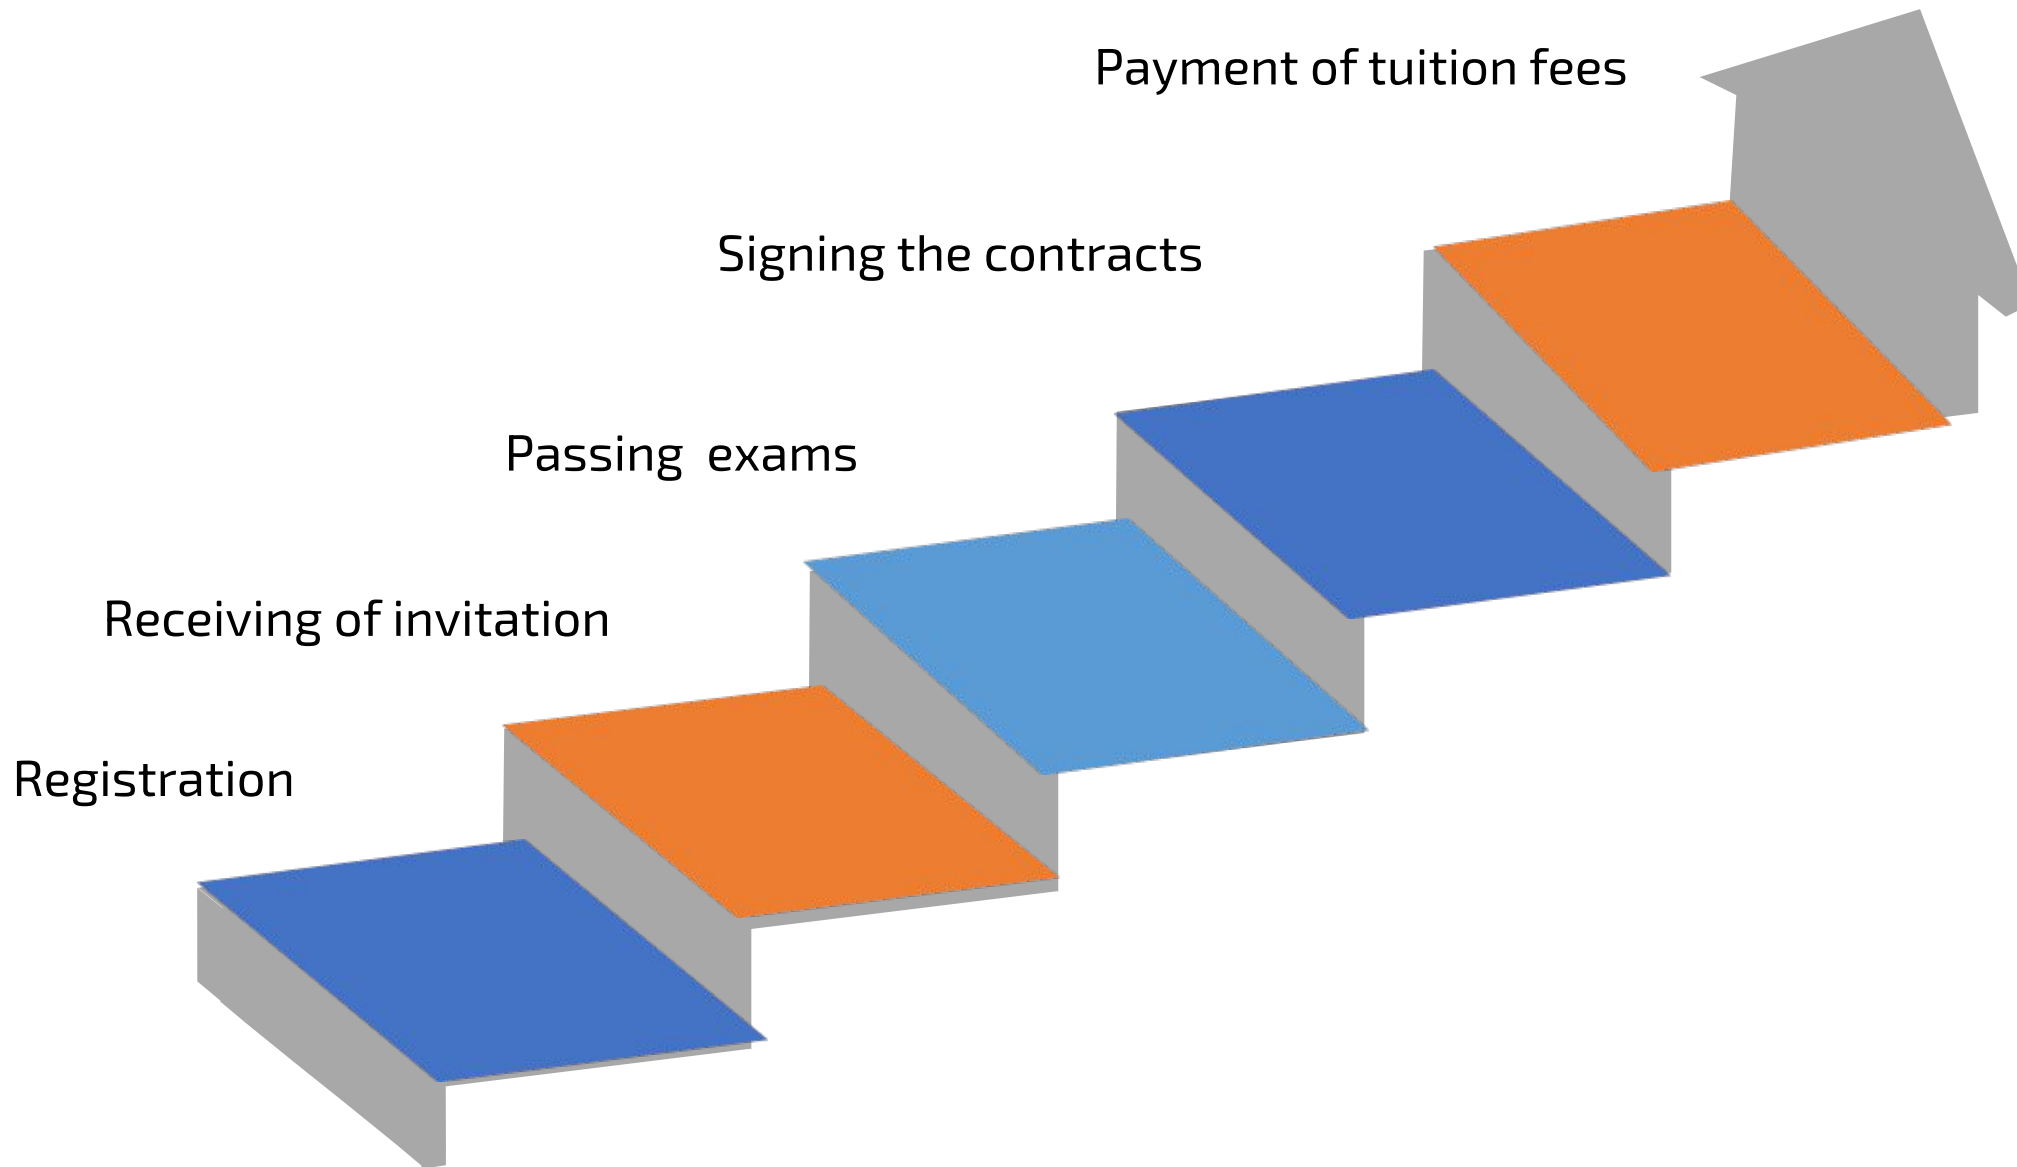 Payment of tuition fees
Signing the contracts
Passing  exams
Receiving of invitation
Registration